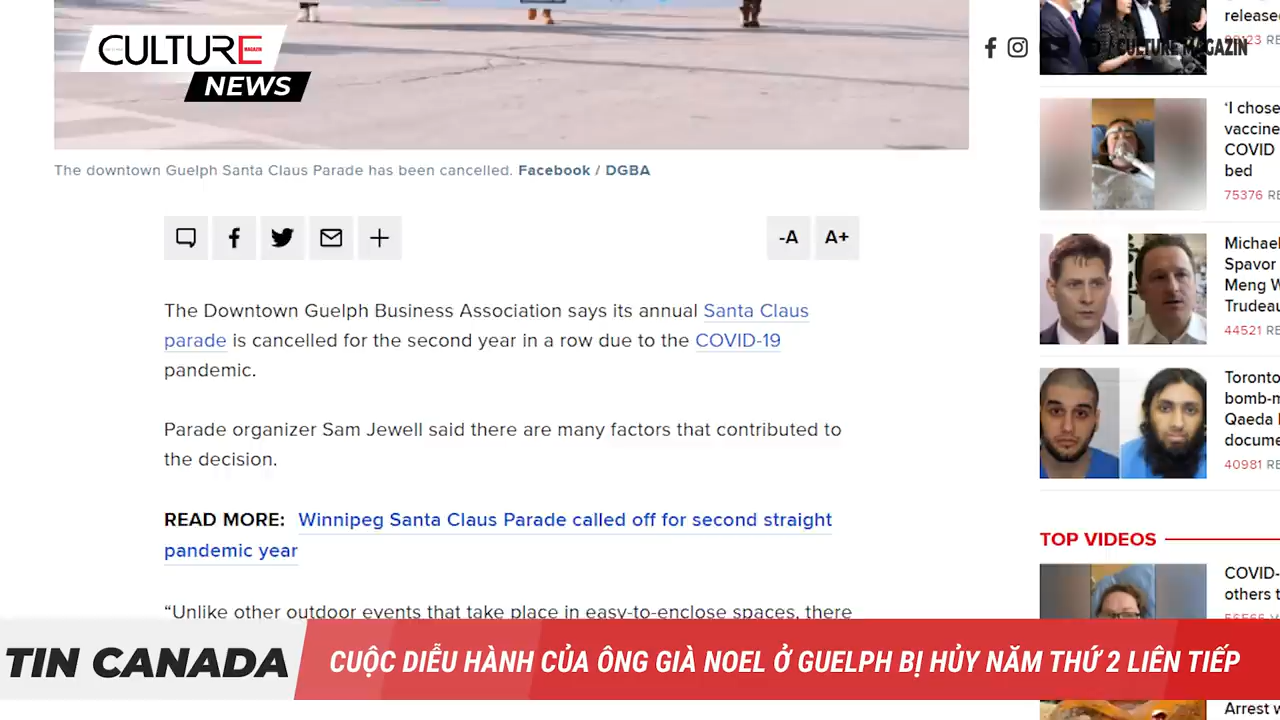 CULTURE
MAGAZIN
NEWS
CULTURE MAGAZIN
The downtown Guelph Santa Claus Parade has been cancelled. Facebook / DGBA
-A A+
The Downtown Guelph Business Association says its annual Santa Claus
parade is cancelled for the second year in a row due to the COVID-19
pandemic.
Parade organizer Sam Jewell said there are many factors that contributed to
the decision.
READ MORE: Winnipeg Santa Claus Parade called off for second straight
pandemic year
“Unlike other outdoor events that take place in easy-to-enclose spaces, there
release
‘I chose
vaccine
COVID
bed
75376 RE
Michael
Spavor
Meng W
Trudeau
44521 RE
Toronto
bomb-m
Qaeda
docume
40981 RE
TOP VIDEOS
COVID-
others t
Arrest w
TIN CANADA
CUỘC DIỄU HÀNH CỦA ÔNG GIÀ NOEL Ở GUELPH BỊ HỦY NĂM THỨ 2 LIÊN TIẾP